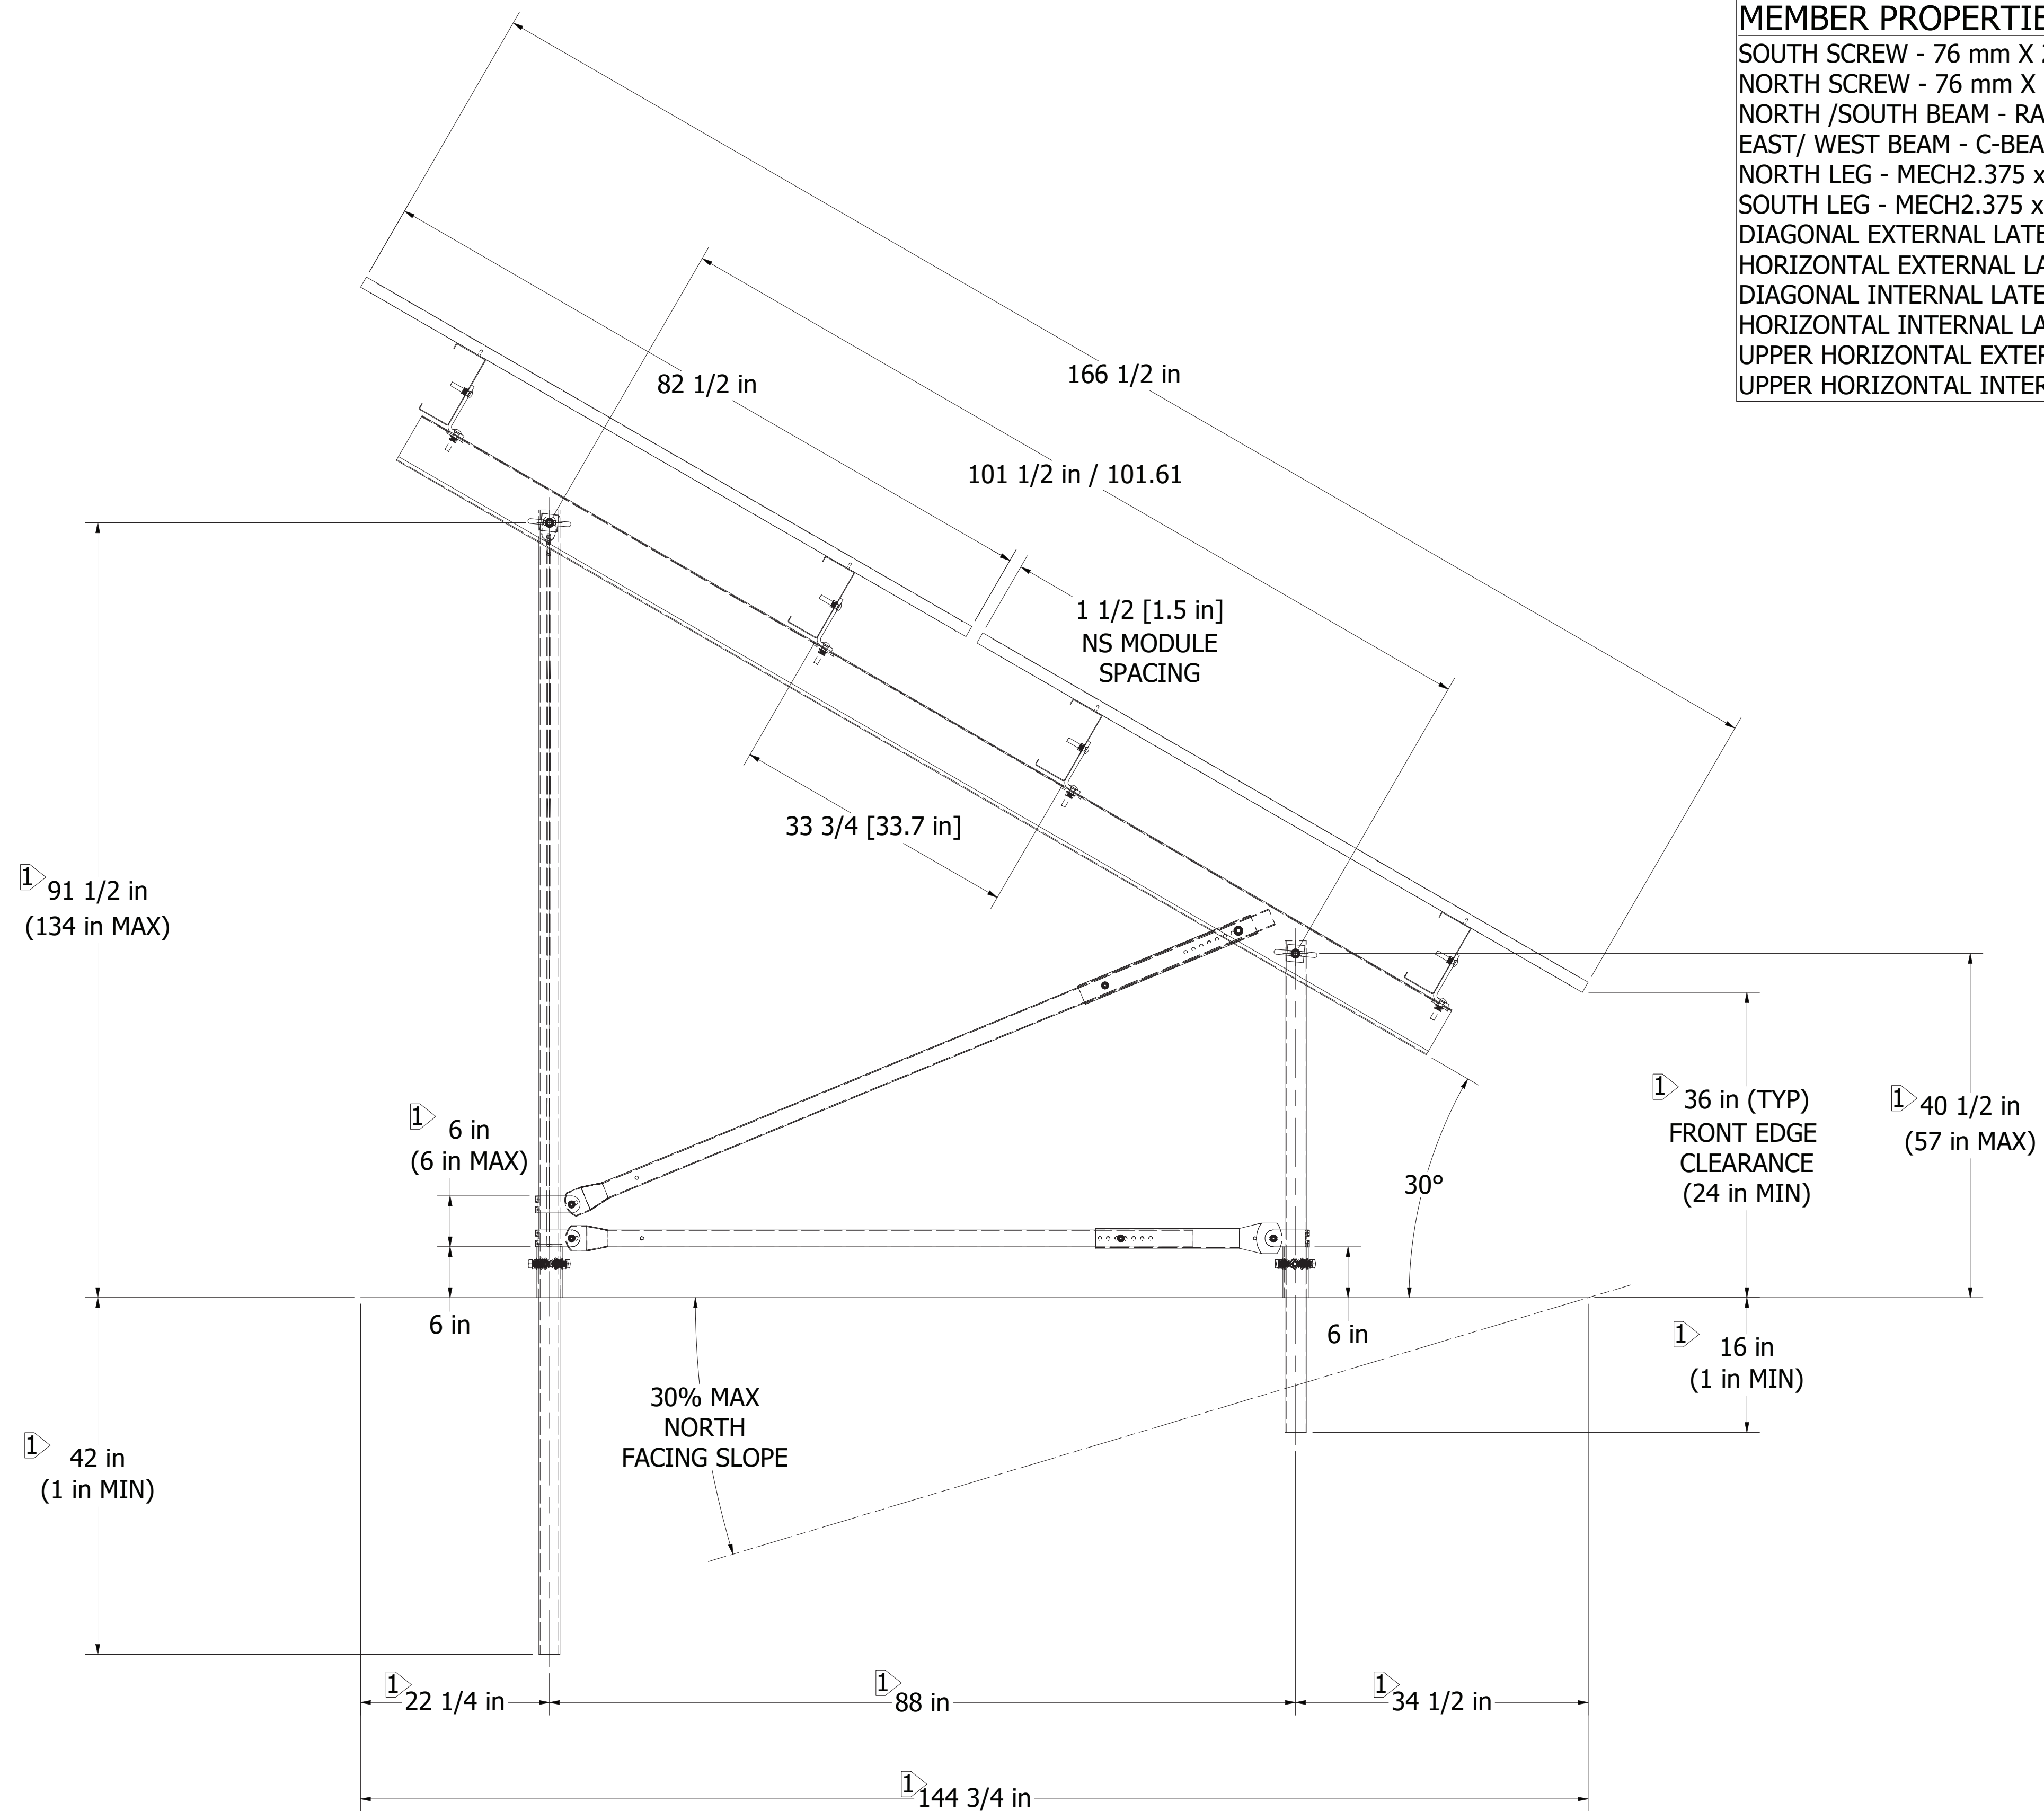 MEMBER PROPERTIE
SOUTH SCREW - 76 mm X
NORTH SCREW - 76 mm X
NORTH /SOUTH BEAM - RA
EAST/ WEST BEAM - C-BEA
NORTH LEG - MECH2.375 x
SOUTH LEG - MECH2.375 x
DIAGONAL EXTERNAL LATE
HORIZONTAL EXTERNAL LA
DIAGONAL INTERNAL LATE
HORIZONTAL INTERNAL LA
UPPER HORIZONTAL EXTER
UPPER HORIZONTAL INTER
166 1/2 in
82 1/2 in
101 1/2 in / 101.61
1 1/2 [1.5 in]
NS MODULE
SPACING
33 3/4 [33.7 in]
1
91 1/2 in
(134 in MAX)
1
6 in
(6 in MAX)
30°
1
36 in (TYP)
FRONT EDGE
CLEARANCE
(24 in MIN)
1
40 1/2 in
(57 in MAX)
6 in
6 in
1
16 in
(1 in MIN)
30% MAX
NORTH
FACING SLOPE
1
42 in
(1 in MIN)
1
22 1/4 in
1
88 in
1
34 1/2 in
1
144 3/4 in